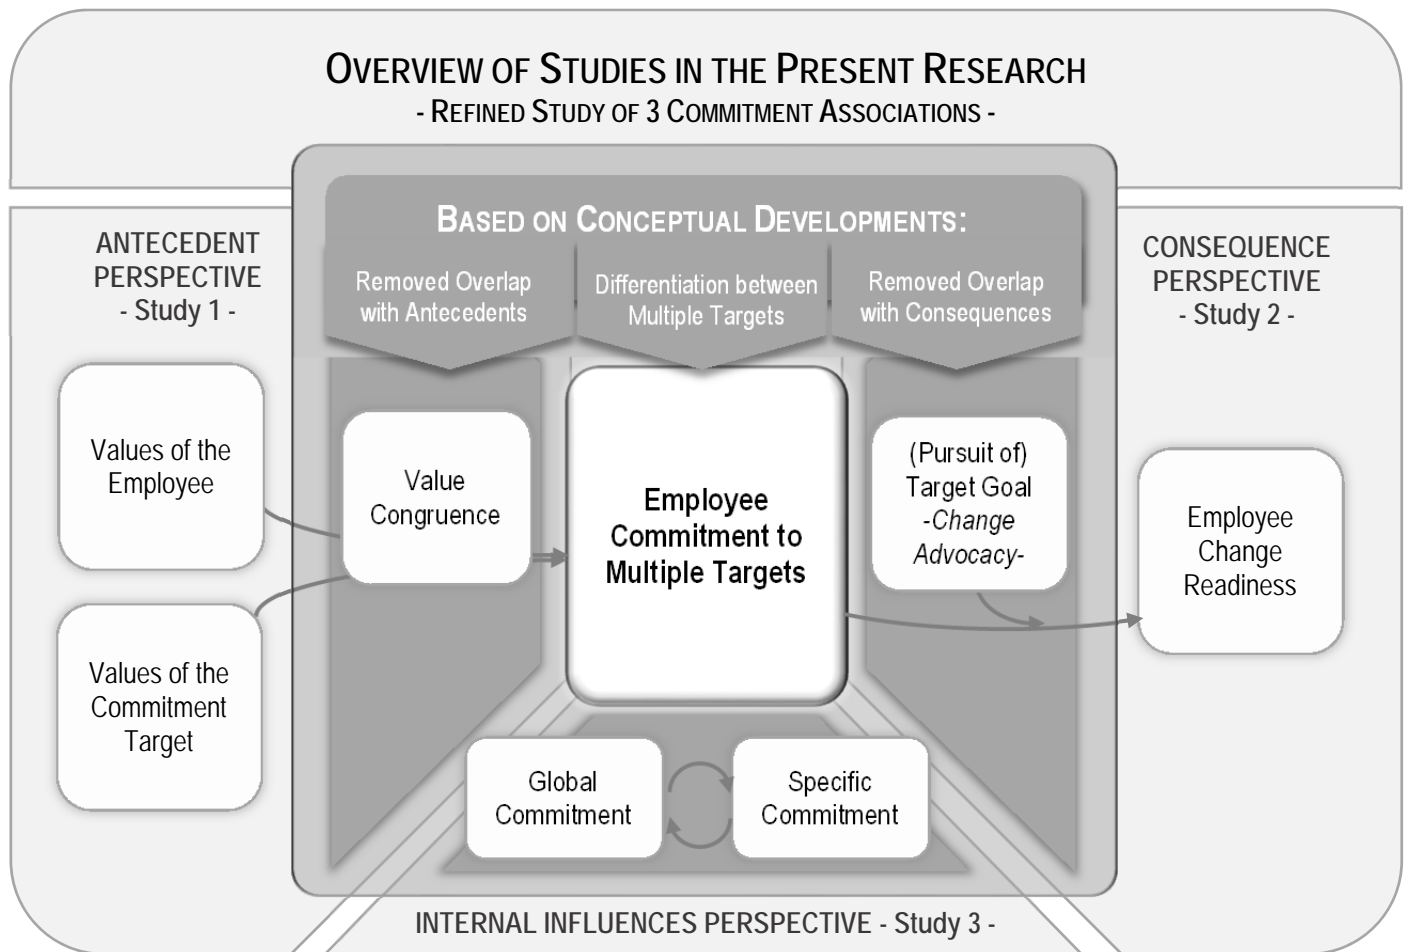 OVERVIEW OF STUDIES IN THE PRESENT RESEARCH
- REFINED STUDY OF 3 COMMITMENT ASSOCIATIONS -
BASED ON CONCEPTUAL DEVELOPMENTS:
Removed Overlap
with Antecedents
Differentiation between
Multiple Targets
Removed Overlap
with Consequences
ANTECEDENT
PERSPECTIVE
- Study 1 -
Values of the
Employee
Values of the
Commitment
Target
Value
Congruence
Employee
Commitment to
Multiple Targets
(Pursuit of)
Target Goal
-Change
Advocacy-
CONSEQUENCE
PERSPECTIVE
- Study 2 -
Employee
Change
Readiness
Global
Commitment
Specific
Commitment
INTERNAL INFLUENCES PERSPECTIVE - Study 3 -